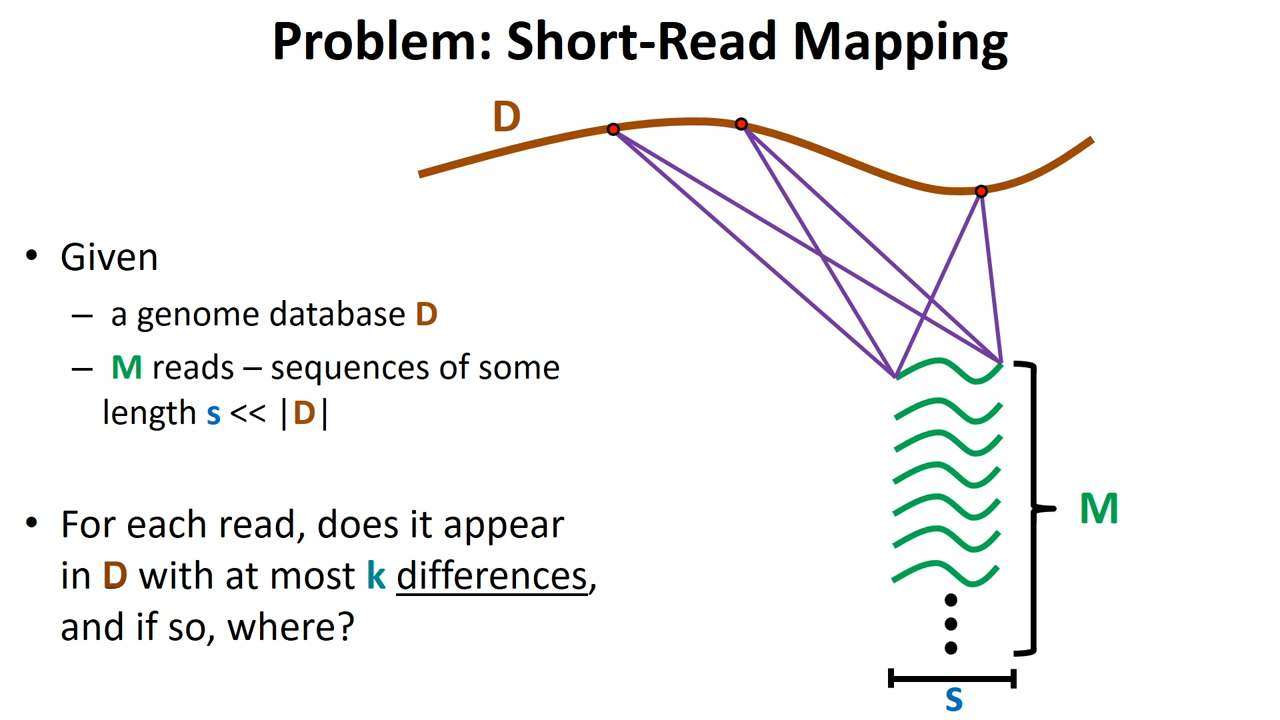 Problem: Short-Read Mapping
D
• Given
– a genome database D
– M reads – sequences of some
length s << |D|
• For each read, does it appear
in D with at most k differences,
and if so, where?
M
s